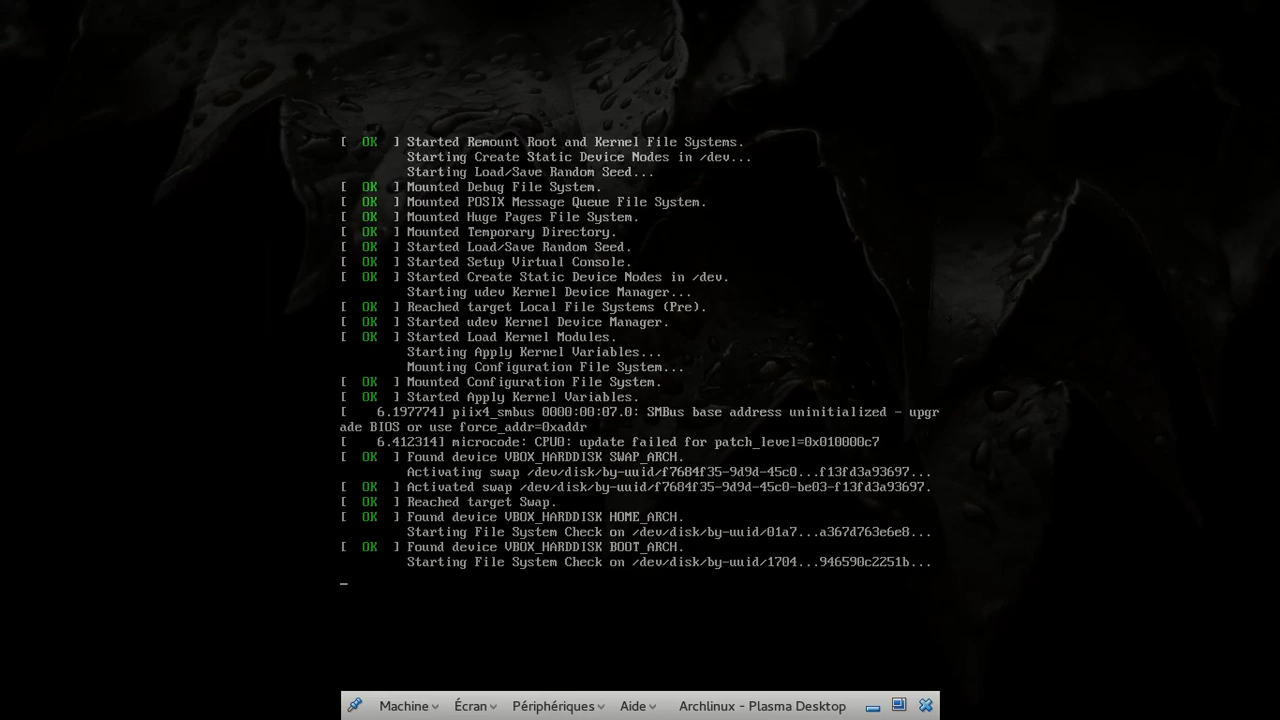 [  OK  ] Started Remount Root and Kernel File Systems.
         Starting Create Static Device Nodes in /dev...
         Starting Load/Save Random Seed...
[  OK  ] Mounted Debug File System.
[  OK  ] Mounted POSIX Message Queue File System.
[  OK  ] Mounted Huge Pages File System.
[  OK  ] Mounted Temporary Directory.
[  OK  ] Started Load/Save Random Seed.
[  OK  ] Started Setup Virtual Console.
[  OK  ] Started Create Static Device Nodes in /dev.
         Starting udev Kernel Device Manager...
[  OK  ] Reached target Local File Systems (Pre).
[  OK  ] Started udev Kernel Device Manager.
[  OK  ] Started Load Kernel Modules.
         Starting Apply Kernel Variables...
         Mounting Configuration File System...
[  OK  ] Mounted Configuration File System.
[  OK  ] Started Apply Kernel Variables.
[    6.197774] piix4_smbus 0000:00:07.0: SMBus base address uninitialized - upgr
ade BIOS or use force_addr=0xaddr
[    6.412314] microcode: CPU0: update failed for patch_level=0x010000c7
[  OK  ] Found device VBOX_HARDDISK SWAP_ARCH.
         Activating swap /dev/disk/by-uuid/f7684f35-9d9d-45c0...f13fd3a93697...
[  OK  ] Activated swap /dev/disk/by-uuid/f7684f35-9d9d-45c0-be03-f13fd3a93697.
[  OK  ] Reached target Swap.
[  OK  ] Found device VBOX_HARDDISK HOME_ARCH.
         Starting File System Check on /dev/disk/by-uuid/01a7...a367d763e6e8...
[  OK  ] Found device VBOX_HARDDISK BOOT_ARCH.
         Starting File System Check on /dev/disk/by-uuid/1704...946590c2251b...
_
Machine Écran Périphériques Aide Archlinux - Plasma Desktop